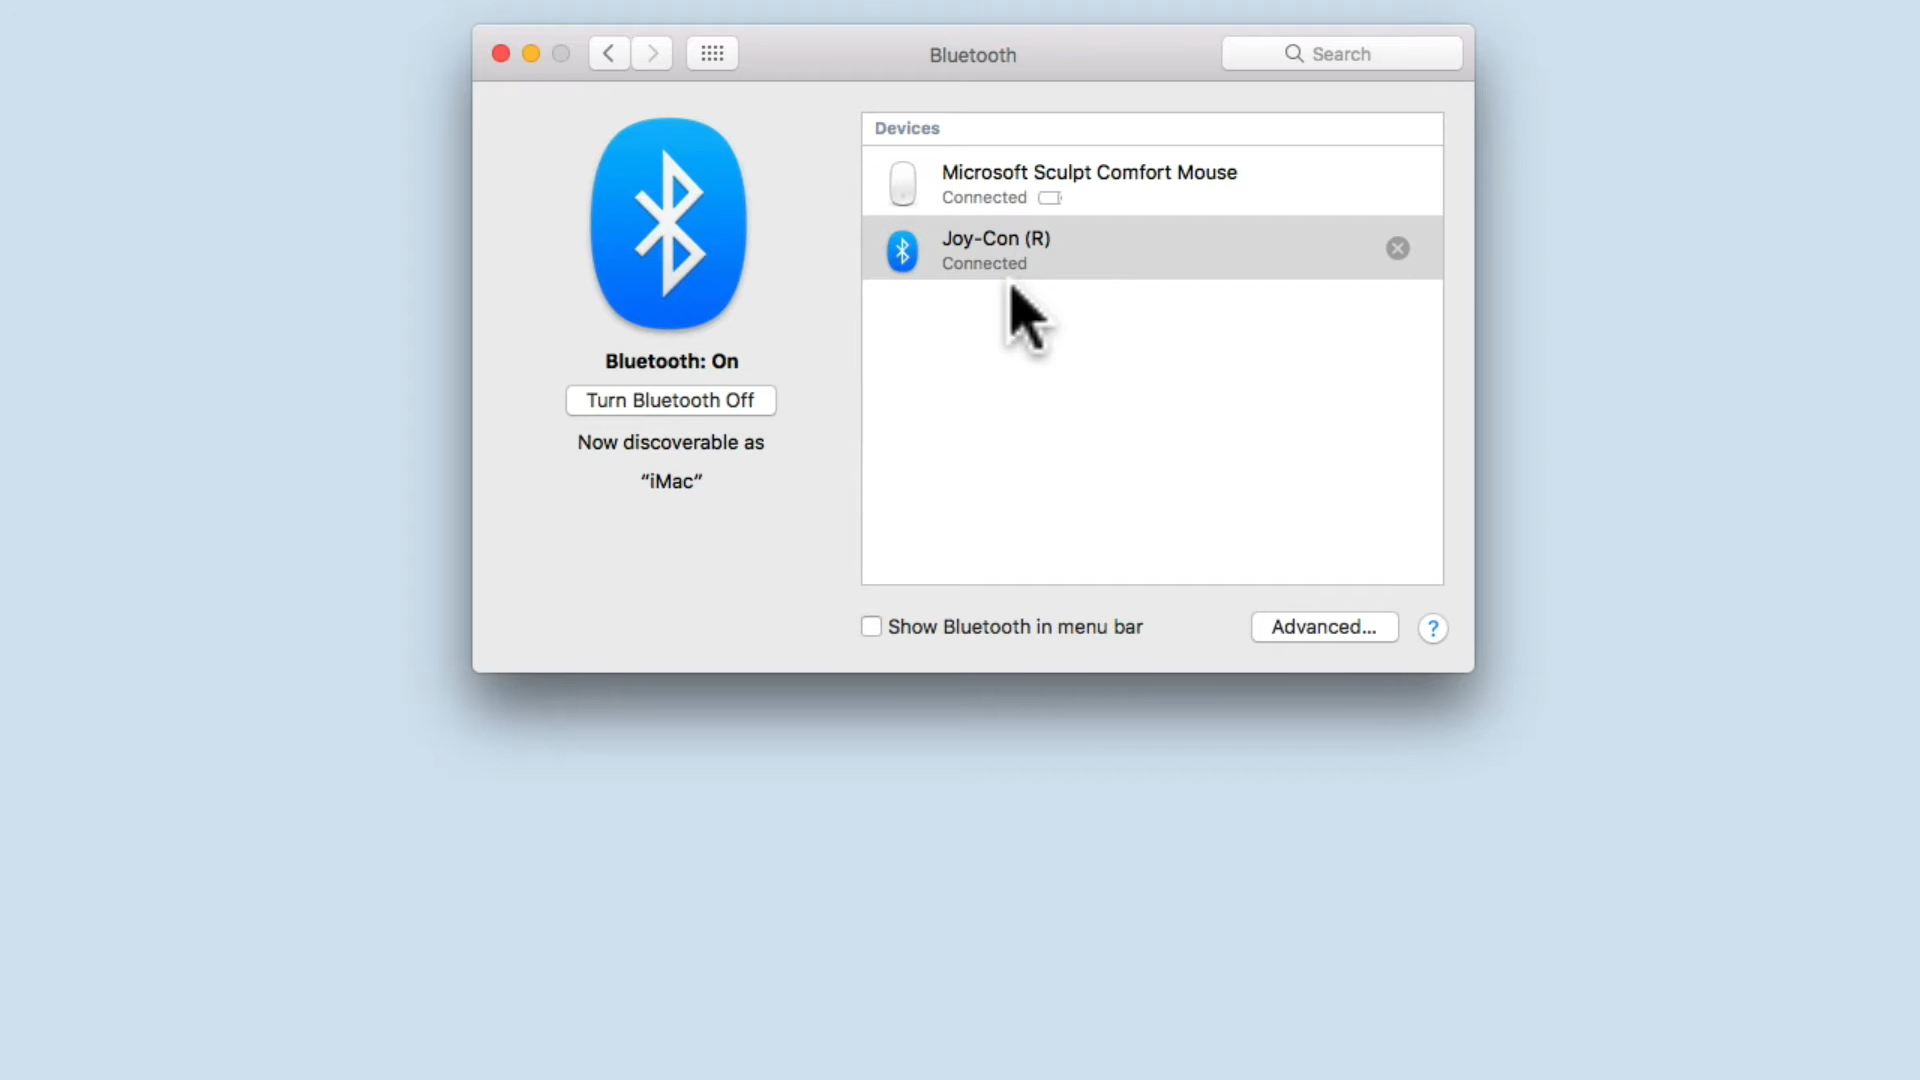 Bluetooth
Search
Devices
Microsoft Sculpt Comfort Mouse
Connected
Joy-Con (R)
Connected
Bluetooth: On
Turn Bluetooth Off
Now discoverable as
“iMac”
Show Bluetooth in menu bar
Advanced...
?